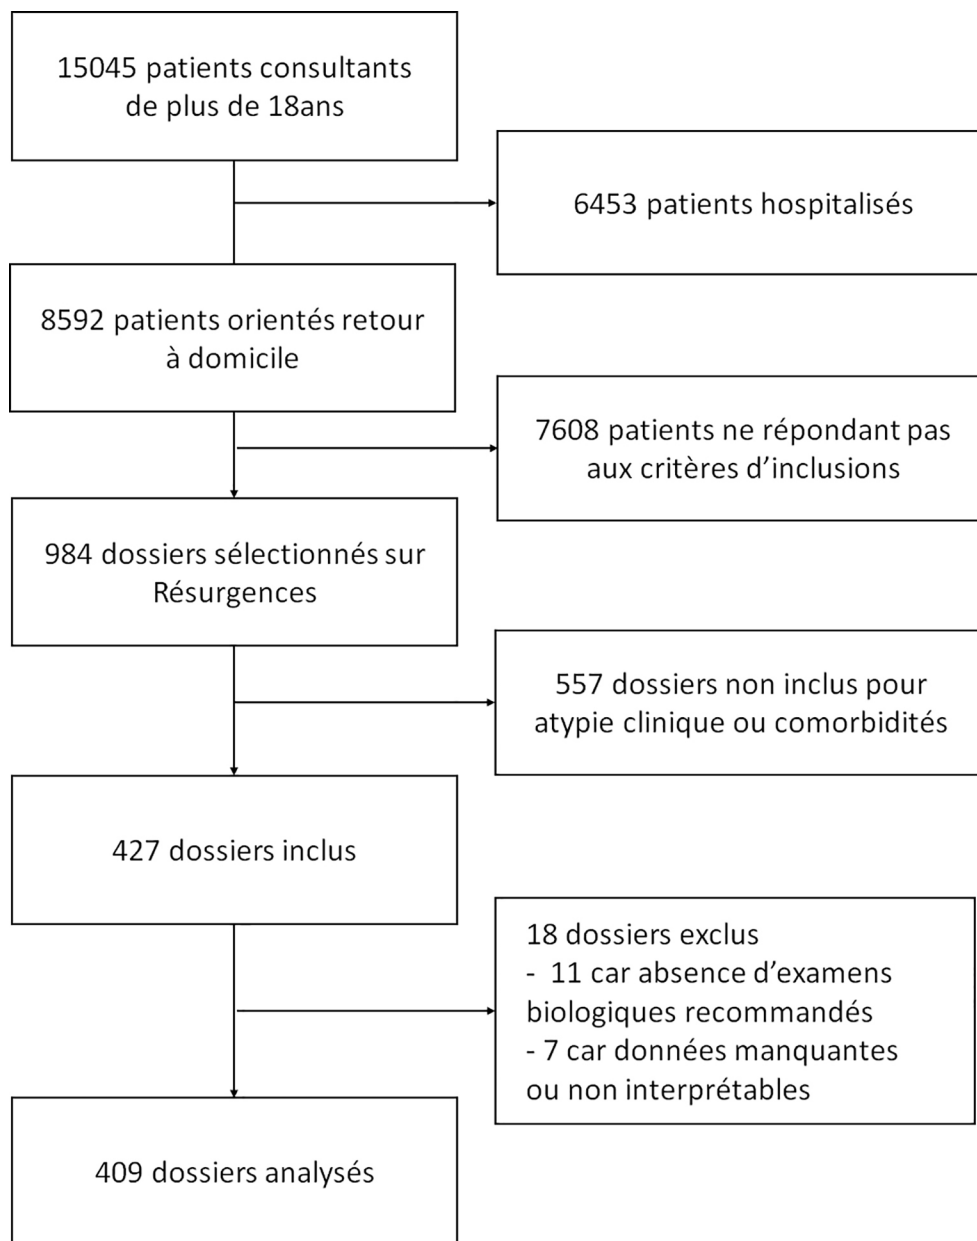 15045 patients consultants
de plus de 18ans
6453 patients hospitalisés
8592 patients orientés retour
à domicile
7608 patients ne répondant pas
aux critères d’inclusions
984 dossiers sélectionnés sur
Résurgences
557 dossiers non inclus pour
atypie clinique ou comorbidités
427 dossiers inclus
18 dossiers exclus
- 11 car absence d’examens
biologiques recommandés
- 7 car données manquantes
ou non interprétables
409 dossiers analysés